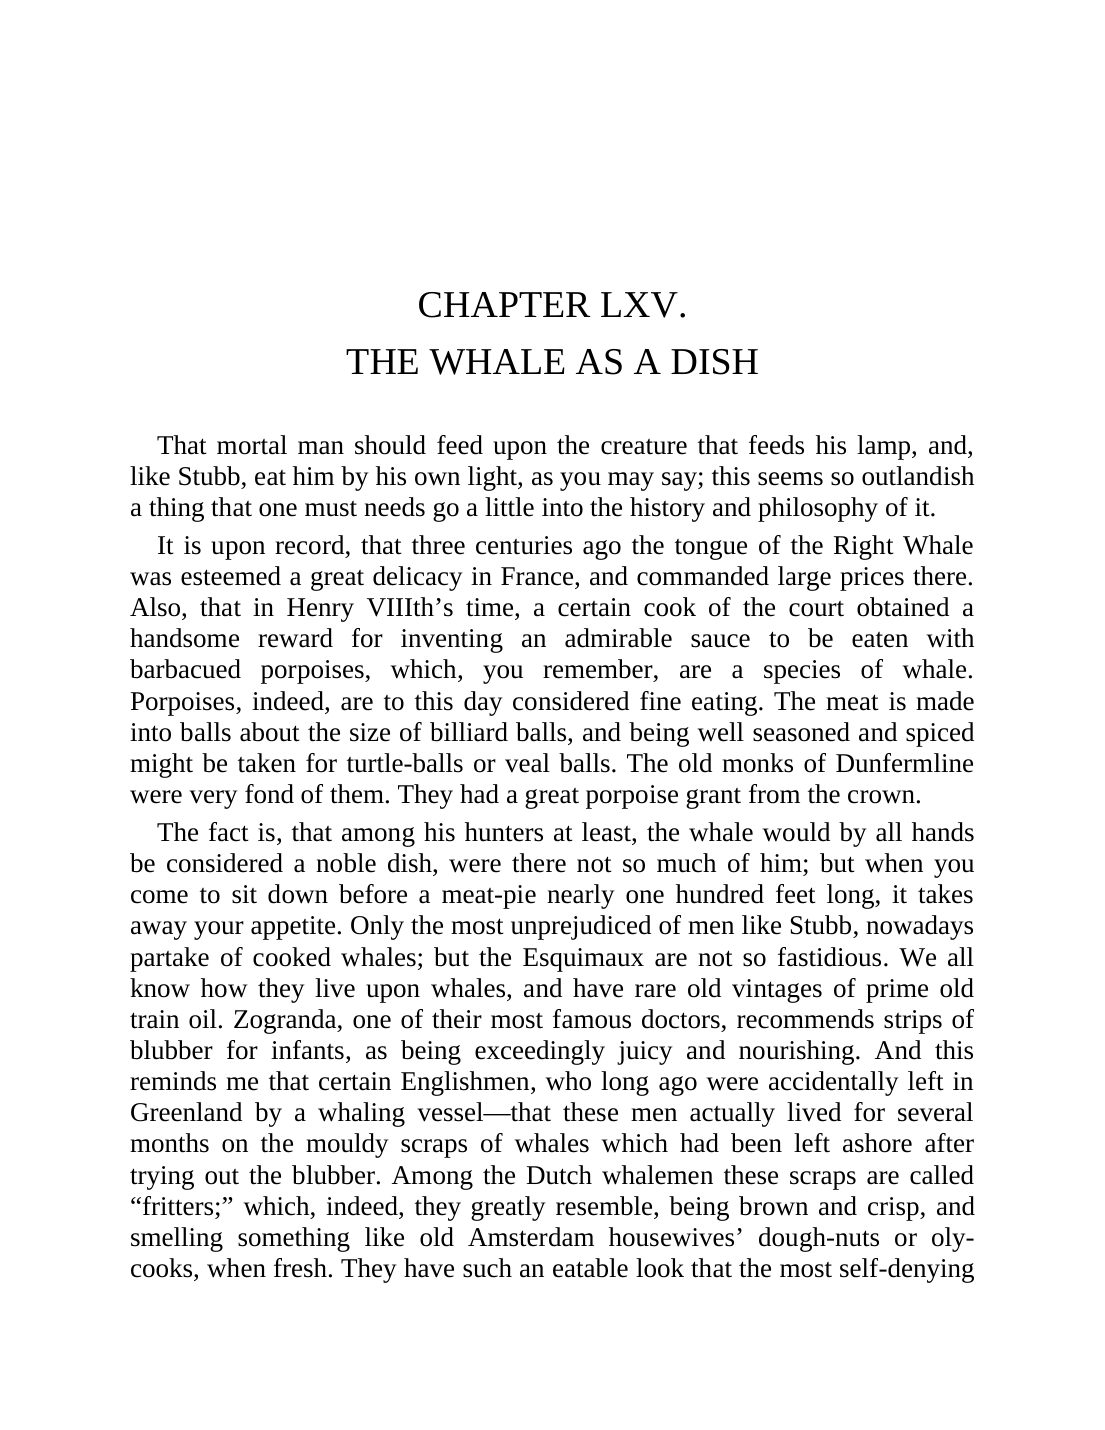 CHAPTER LXV.
THE WHALE AS A DISH
That mortal man should feed upon the creature that feeds his lamp, and,
like Stubb, eat him by his own light, as you may say; this seems so outlandish
a thing that one must needs go a little into the history and philosophy of it.
It is upon record, that three centuries ago the tongue of the Right Whale
was esteemed a great delicacy in France, and commanded large prices there.
Also, that in Henry VIIIth’s time, a certain cook of the court obtained a
handsome reward for inventing an admirable sauce to be eaten with
barbacued porpoises, which, you remember, are a species of whale.
Porpoises, indeed, are to this day considered fine eating. The meat is made
into balls about the size of billiard balls, and being well seasoned and spiced
might be taken for turtle-balls or veal balls. The old monks of Dunfermline
were very fond of them. They had a great porpoise grant from the crown.
The fact is, that among his hunters at least, the whale would by all hands
be considered a noble dish, were there not so much of him; but when you
come to sit down before a meat-pie nearly one hundred feet long, it takes
away your appetite. Only the most unprejudiced of men like Stubb, nowadays
partake of cooked whales; but the Esquimaux are not so fastidious. We all
know how they live upon whales, and have rare old vintages of prime old
train oil. Zogranda, one of their most famous doctors, recommends strips of
blubber for infants, as being exceedingly juicy and nourishing. And this
reminds me that certain Englishmen, who long ago were accidentally left in
Greenland by a whaling vessel—that these men actually lived for several
months on the mouldy scraps of whales which had been left ashore after
trying out the blubber. Among the Dutch whalemen these scraps are called
“fritters;” which, indeed, they greatly resemble, being brown and crisp, and
smelling something like old Amsterdam housewives’ dough-nuts or oly-
cooks, when fresh. They have such an eatable look that the most self-denying